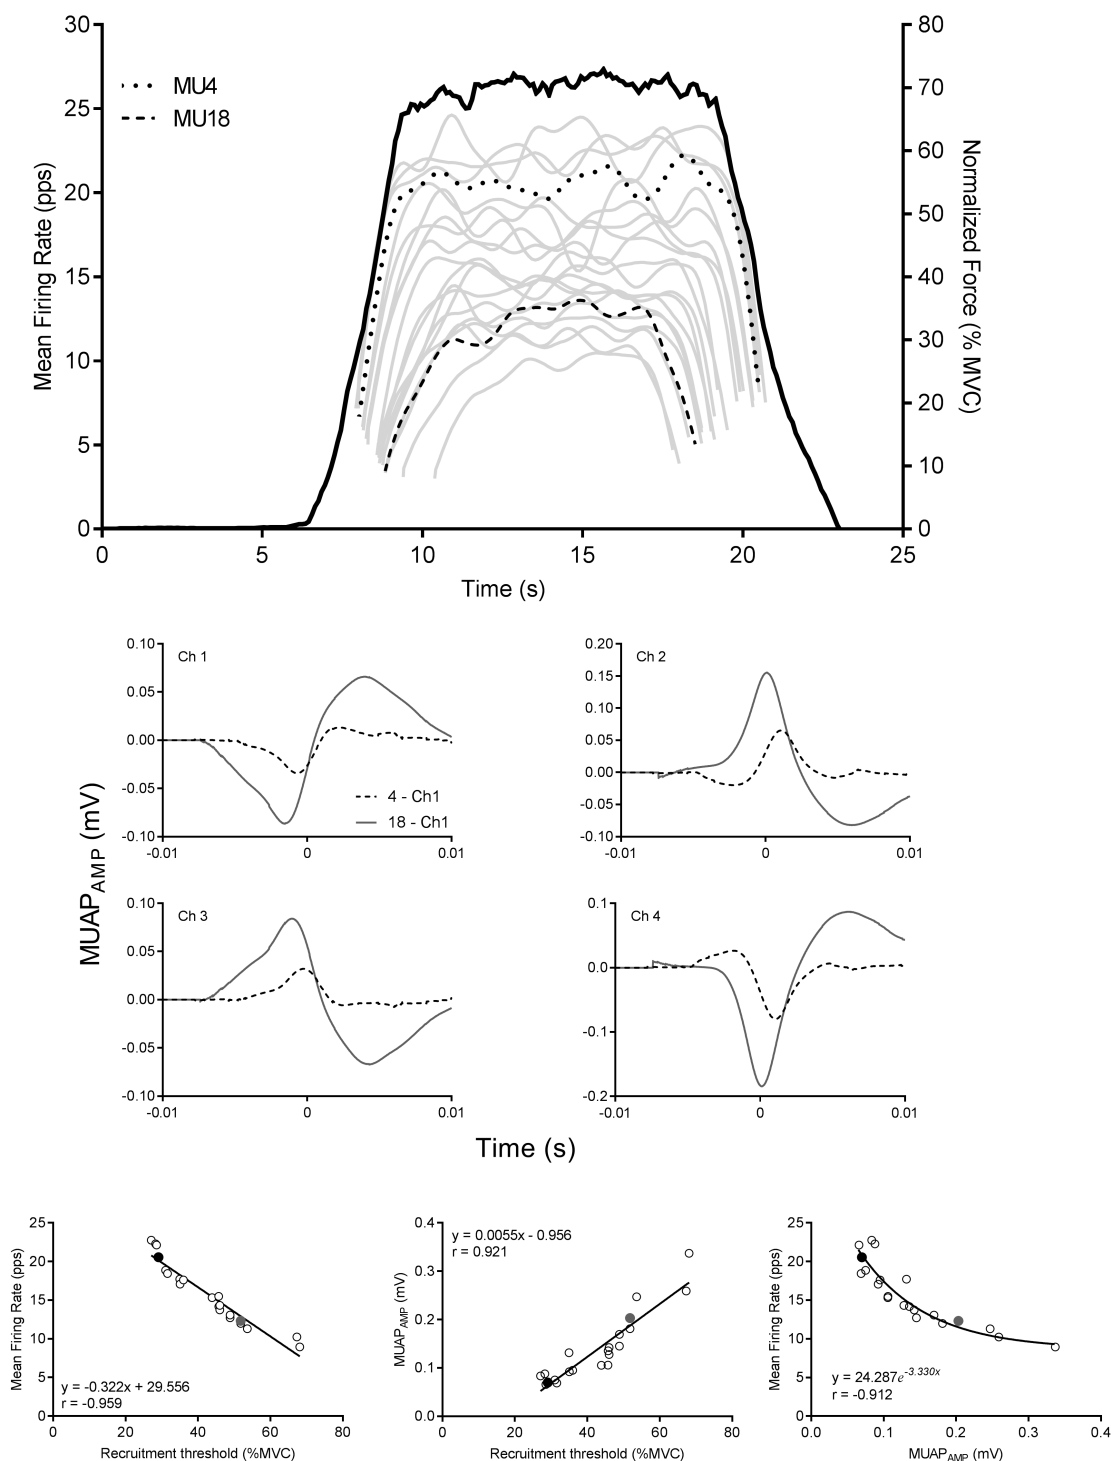 30
25
20
15
10
5
0
Mean Firing Rate (pps)
MU4
MU18
80
70
60
50
40
30
20
10
0
Normalized Force (% MVC)
0 5 10 15 20 25
Time (s)
MUAP_AMP (mV)
0.10
0.05
0.00
-0.05
-0.10
Ch 1
4 - Ch1
18 - Ch1
-0.01 0 0.01
0.20
0.15
0.10
0.05
0.00
-0.05
-0.10
Ch 2
-0.01 0 0.01
0.10
0.05
0.00
-0.05
-0.10
Ch 3
-0.01 0 0.01
0.1
0.0
-0.1
-0.2
Ch 4
-0.01 0 0.01
Time (s)
25
20
15
10
5
0
Mean Firing Rate (pps)
y = -0.322x + 29.556
r = -0.959
0 20 40 60 80
Recruitment threshold (%MVC)
0.4
0.3
0.2
0.1
0.0
MUAP_AMP (mV)
y = 0.0055x - 0.956
r = 0.921
0 20 40 60 80
Recruitment threshold (%MVC)
25
20
15
10
5
0
Mean Firing Rate (pps)
y = 24.287e^-3.330x
r = -0.912
0.0 0.1 0.2 0.3 0.4
MUAP_AMP (mV)